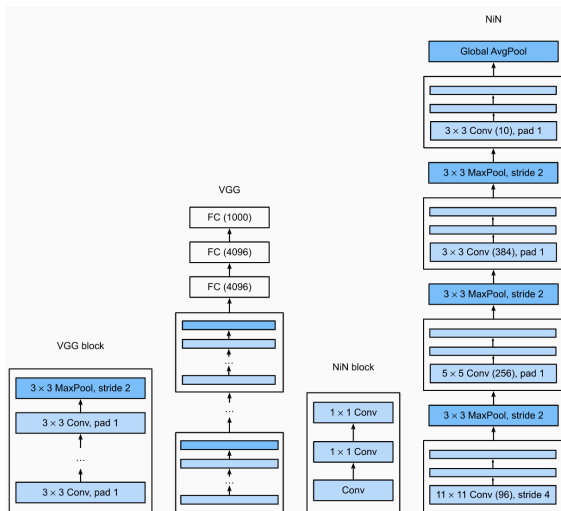 VGG block
3 × 3 MaxPool, stride 2
3 × 3 Conv, pad 1
...
3 × 3 Conv, pad 1
VGG
FC (1000)
FC (4096)
FC (4096)
...
...
...
NiN block
1 × 1 Conv
1 × 1 Conv
Conv
NiN
Global AvgPool
3 × 3 Conv (10), pad 1
3 × 3 MaxPool, stride 2
3 × 3 Conv (384), pad 1
3 × 3 MaxPool, stride 2
5 × 5 Conv (256), pad 1
3 × 3 MaxPool, stride 2
11 × 11 Conv (96), stride 4